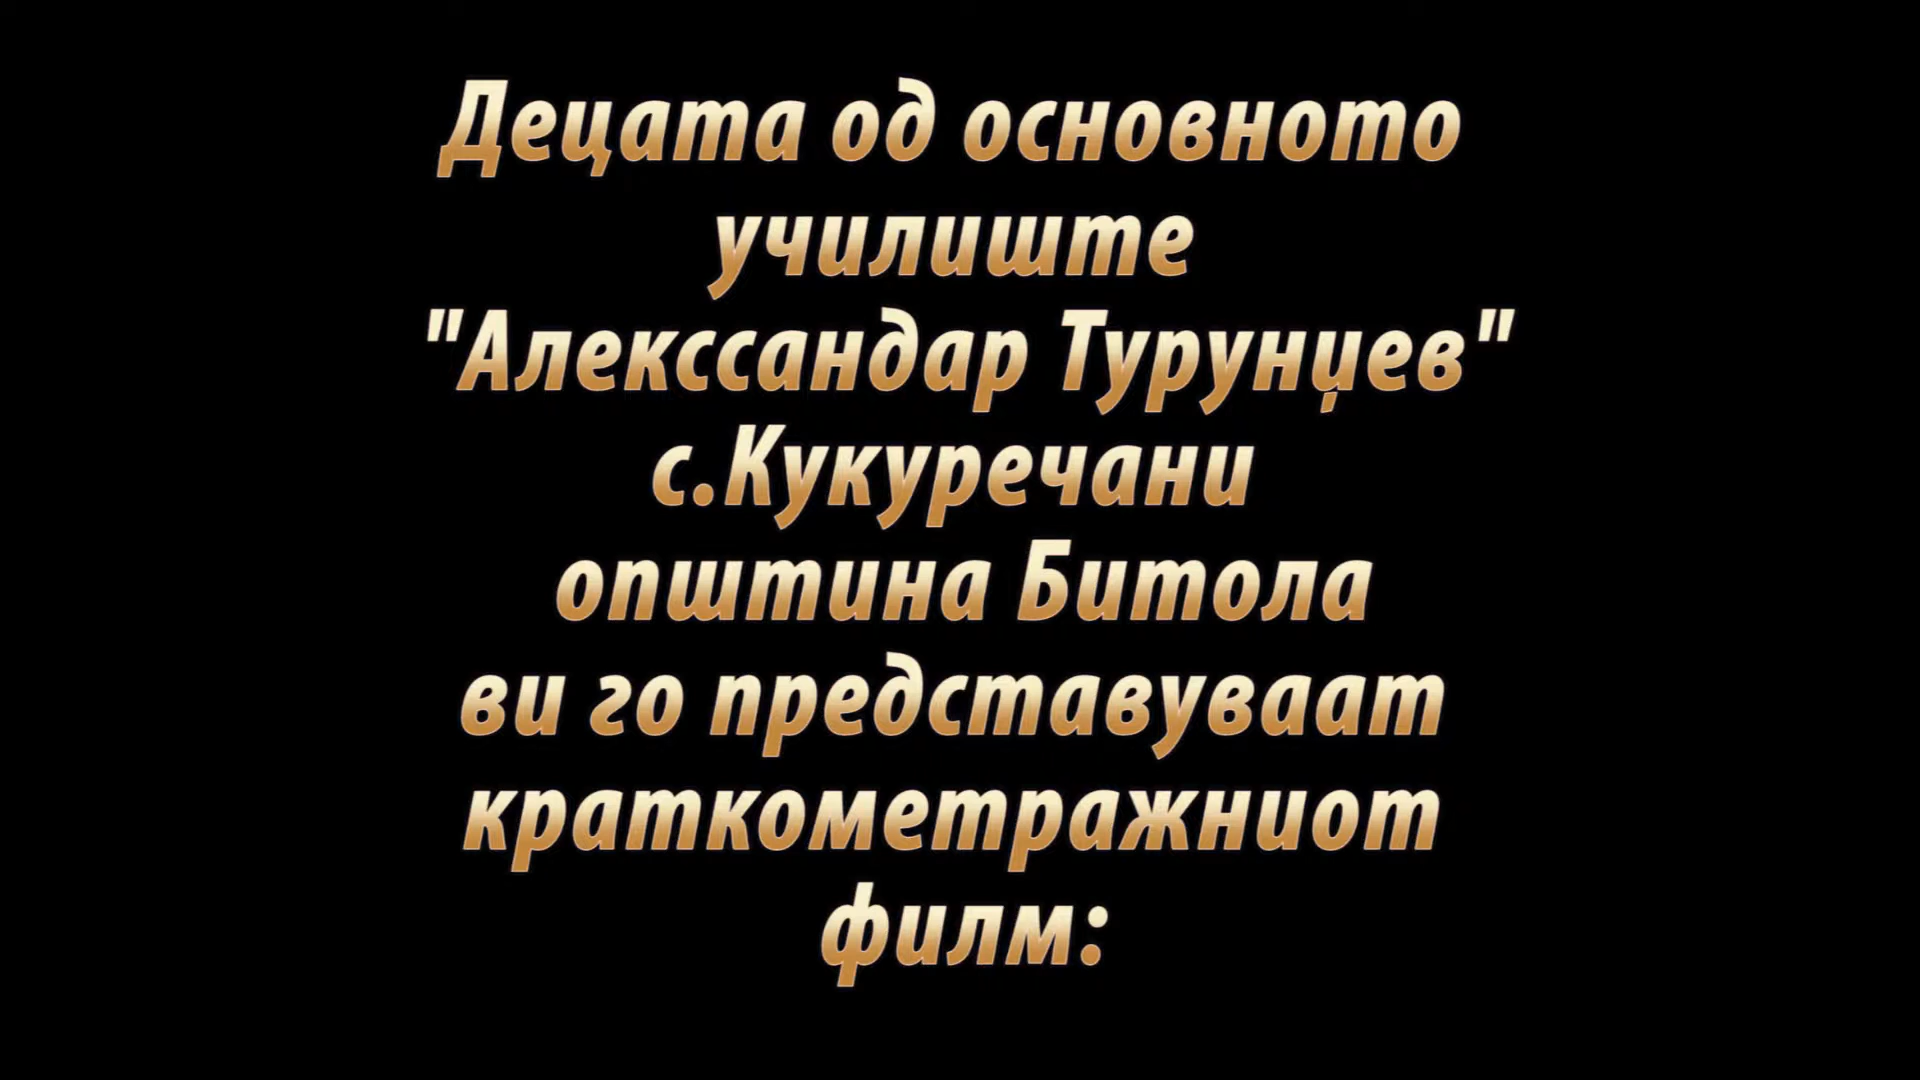 Децата од основното
училиште
"Алекссандар Турунџев"
с.Кукуречани
општина Битола
ви го представуваат
краткометражниот
филм: